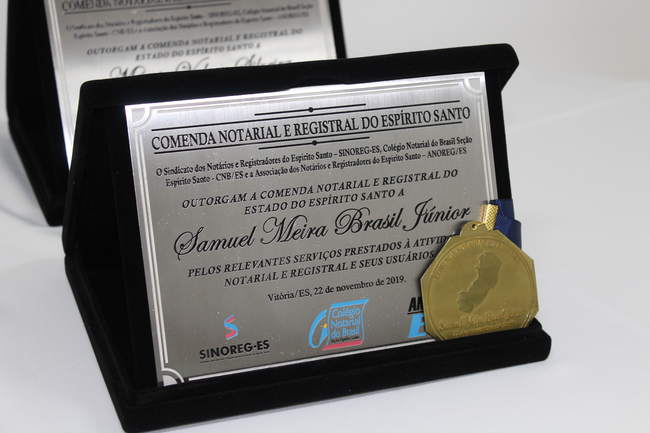 OUTORGAM A COMENDA NOTARIAL E REGISTRAL DO
ESTADO DO ESPÍRITO SANTO A
COMENDA NOTARIAL E REGISTRAL DO ESPÍRITO SANTO
O Sindicato dos Notários e Registradores do Espírito Santo – SINOREG-ES, Colégio Notarial do Brasil Seção
Espírito Santo - CNB/ES e a Associação dos Notários e Registradores do Espírito Santo - ANOREG/ES
OUTORGAM A COMENDA NOTARIAL E REGISTRAL DO
ESTADO DO ESPÍRITO SANTO A
Samuel Meira Brasil Júnior
PELOS RELEVANTES SERVIÇOS PRESTADOS À
NOTARIAL E REGISTRAL E SEUS USUÁRIOS
Vitória/ES, 22 de novembro de 2019.
SINOREG-ES
Colégio
Notarial
do Brasil